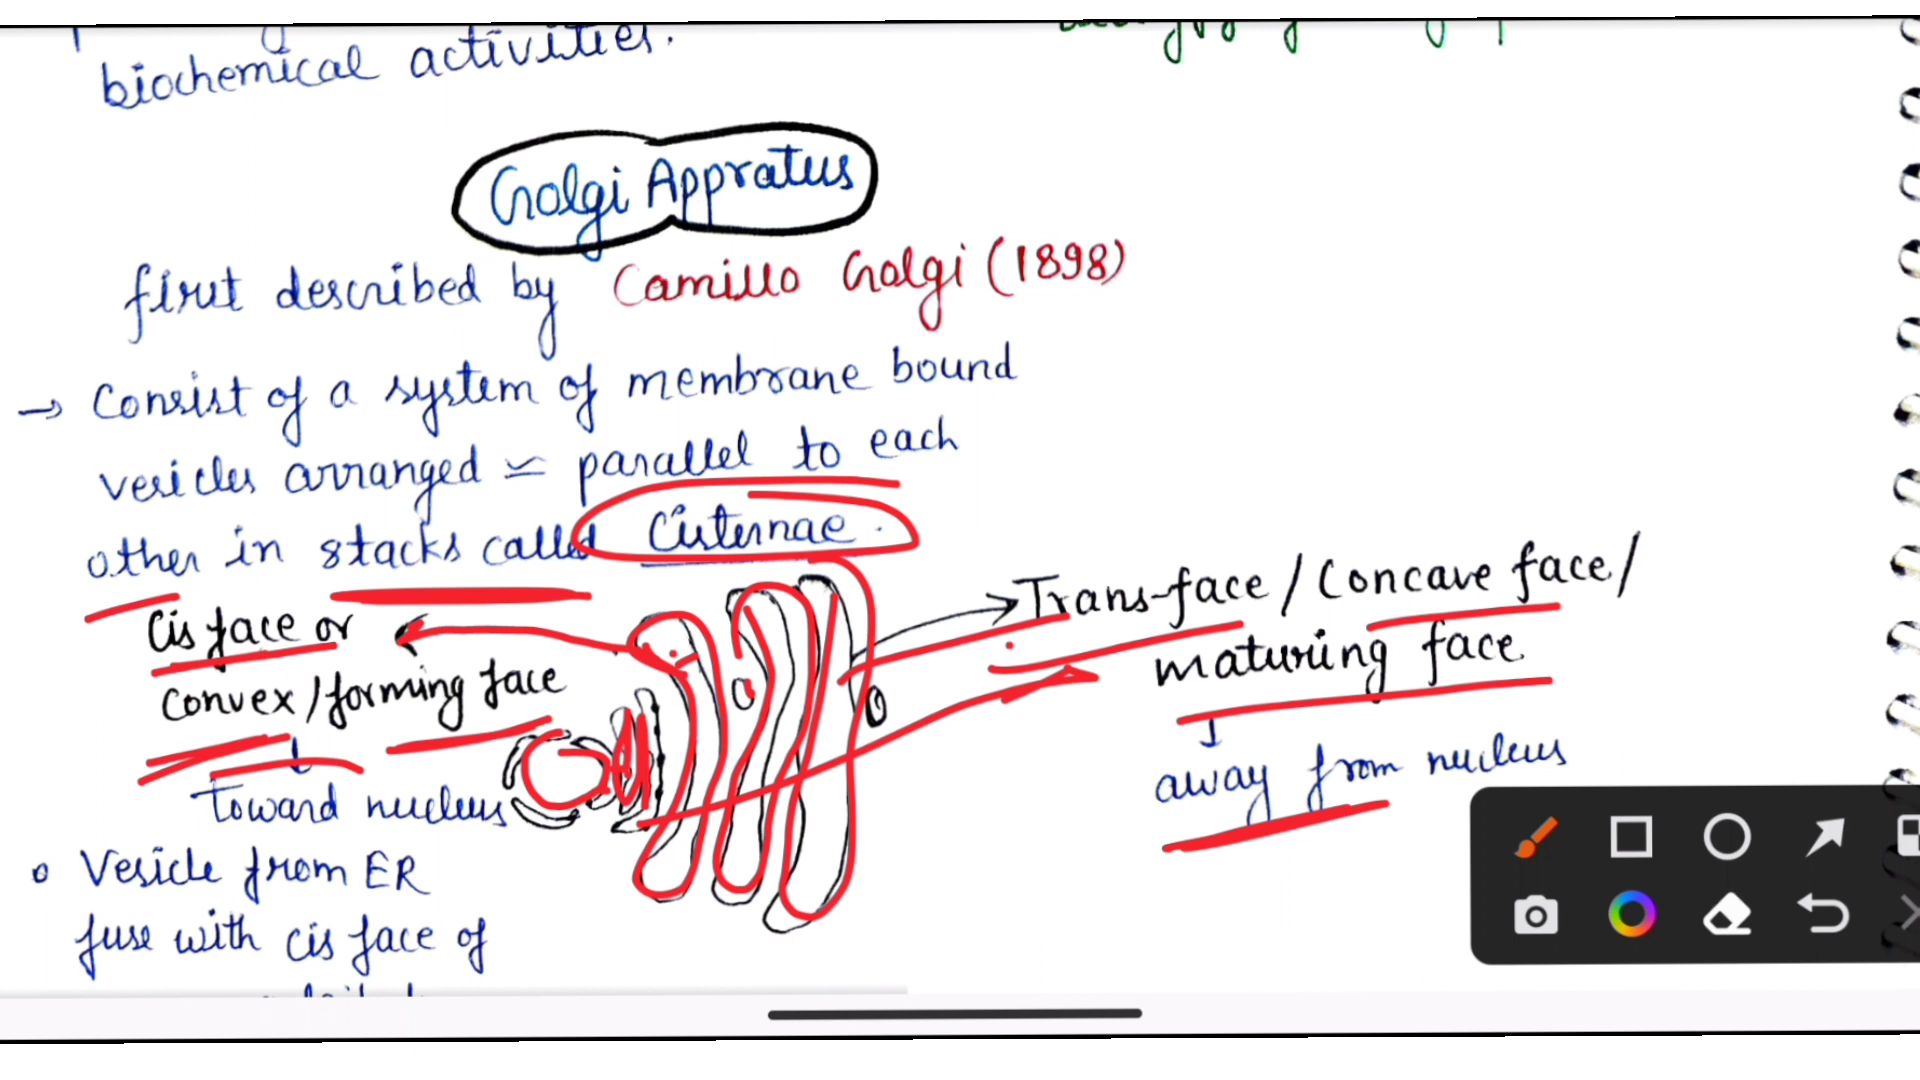 biochemical activities.
Golgi Appratus
first described by Camillo Golgi (1898)
→ Consist of a system of membrane bound
vesicles arranged ≃ parallel to each
other in stacks called Cisternae.
Cis face or
convex/forming face
↓
toward nucleus
→ Trans-face / Concave face/
maturing face
↓
away from nucleus
o Vesicle from ER
fuse with cis face of